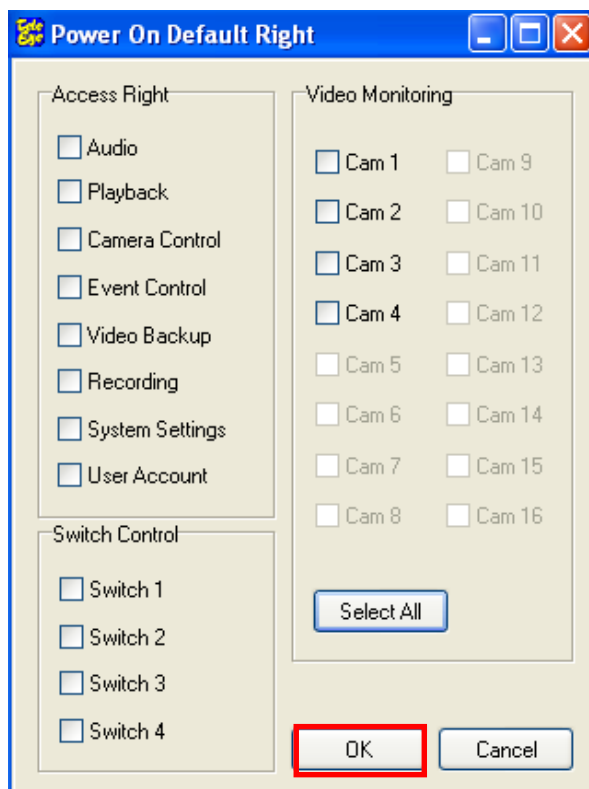 Tele
Eye
Power On Default Right
Access Right
Audio
Playback
Camera Control
Event Control
Video Backup
Recording
System Settings
User Account
Switch Control
Switch 1
Switch 2
Switch 3
Switch 4
Video Monitoring
Cam 1
Cam 2
Cam 3
Cam 4
Cam 5
Cam 6
Cam 7
Cam 8
Cam 9
Cam 10
Cam 11
Cam 12
Cam 13
Cam 14
Cam 15
Cam 16
Select All
OK
Cancel